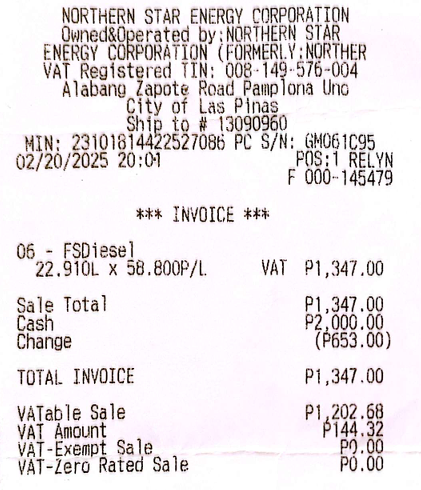 NORTHERN STAR ENERGY CORPORATION
Owned&Operated by:NORTHERN STAR
ENERGY CORPORATION (FORMERLY:NORTHER
VAT Registered TIN: 008-149-576-004
Alabang Zapote Road Pamplona Uno
City of Las Pinas
Ship to # 13090960
MIN: 23101814422527086 PC S/N: GM061C95
02/20/2025 20:01 POS:1 RELYN
F 000-145479
*** INVOICE ***
06 - FSDiesel
22.910L x 58.800P/L VAT P1,347.00
Sale Total P1,347.00
Cash P2,000.00
Change (P653.00)
TOTAL INVOICE P1,347.00
VATable Sale P1,202.68
VAT Amount P144.32
VAT-Exempt Sale P0.00
VAT-Zero Rated Sale P0.00